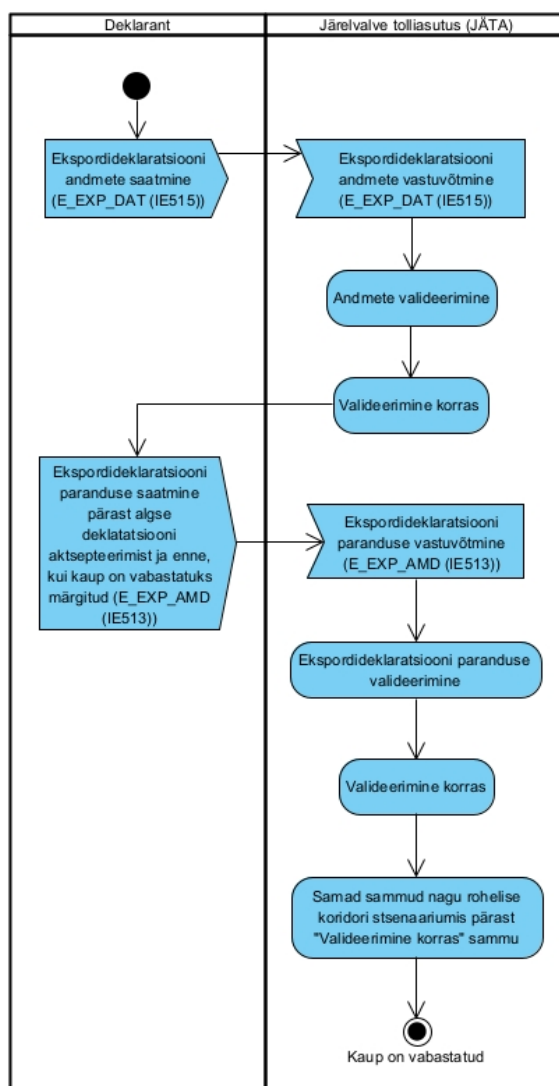 Deklarant
Järelvalve tolliasutus (JÄTA)
Ekspordideklaratsiooni
andmete saatmine
(E_EXP_DAT (IE515))
Ekspordideklaratsiooni
andmete vastuvõtmine
(E_EXP_DAT (IE515))
Andmete valideerimine
Valideerimine korras
Ekspordideklaratsiooni
paranduse saatmine
pärast algse
deklatatsiooni
aktsepteerimist ja enne,
kui kaup on vabastatuks
märgitud (E_EXP_AMD
(IE513))
Ekspordideklaratsiooni
paranduse vastuvõtmine
(E_EXP_AMD (IE513))
Ekspordideklaratsiooni paranduse
valideerimine
Valideerimine korras
Samad sammud nagu rohelise
koridori stsenaariumis pärast
"Valideerimine korras" sammu
Kaup on vabastatud